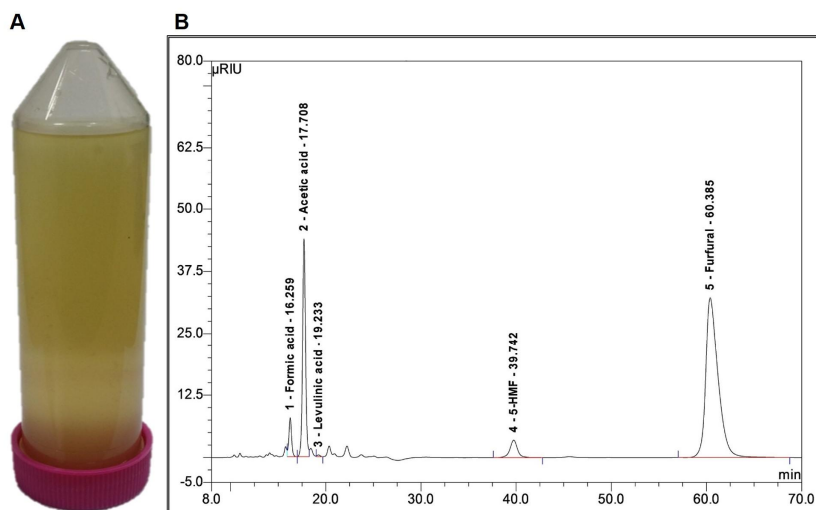 A
B
80.0
µRIU
62.5
50.0
37.5
25.0
12.5
-5.0
1 - Formic acid - 16.259
2 - Acetic acid - 17.708
3 - Levulinic acid - 19.233
4 - 5-HMF - 39.742
5 - Furfural - 60.385
min
8.0
20.0
30.0
40.0
50.0
60.0
70.0